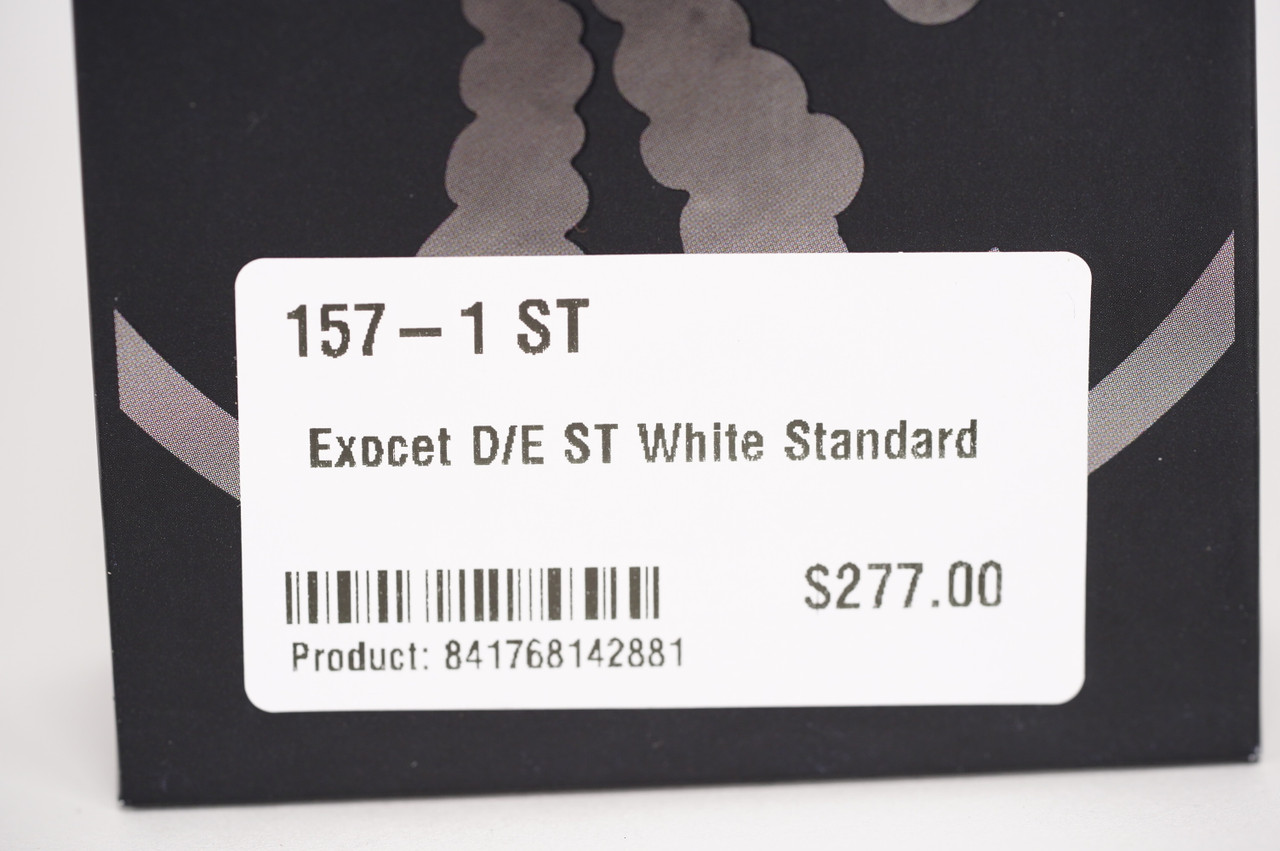 157-1 ST
Exocet D/E ST White Standard
$277.00
Product: 841768142881